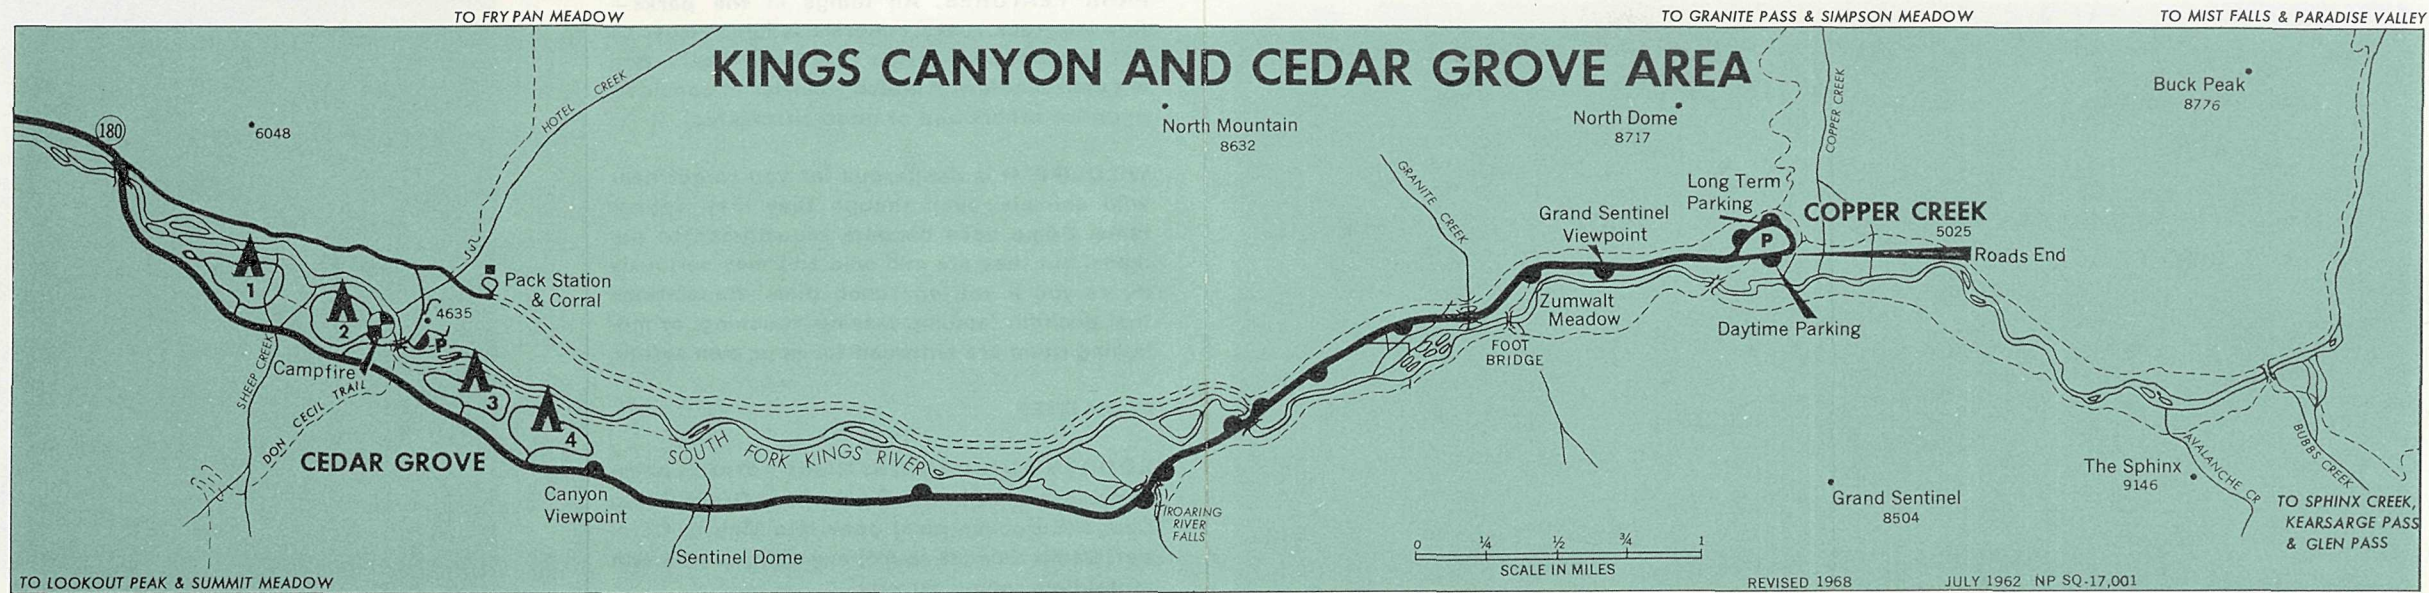 TO FRY PAN MEADOW
TO GRANITE PASS & SIMPSON MEADOW
TO MIST FALLS & PARADISE VALLEY
KINGS CANYON AND CEDAR GROVE AREA
180
6048
HOTEL CREEK
North Mountain
8632
North Dome
8717
COPPER CREEK
Buck Peak
8776
GRANITE CREEK
Long Term
Parking
Grand Sentinel
Viewpoint
P
COPPER CREEK
5025
Roads End
Pack Station
& Corral
1
2
4635
P
Zumwalt
Meadow
Daytime Parking
FOOT
BRIDGE
Campfire
SHEEP CREEK
DON CECIL TRAIL
3
4
CEDAR GROVE
SOUTH FORK KINGS RIVER
Canyon
Viewpoint
ROARING
RIVER
FALLS
Sentinel Dome
Grand Sentinel
8504
The Sphinx
9146
AVALANCHE CR
BUBBS CREEK
TO SPHINX CREEK,
KEARSARGE PASS
& GLEN PASS
0 ¼ ½ ¾ 1
SCALE IN MILES
TO LOOKOUT PEAK & SUMMIT MEADOW
REVISED 1968
JULY 1962 NP SQ-17,001